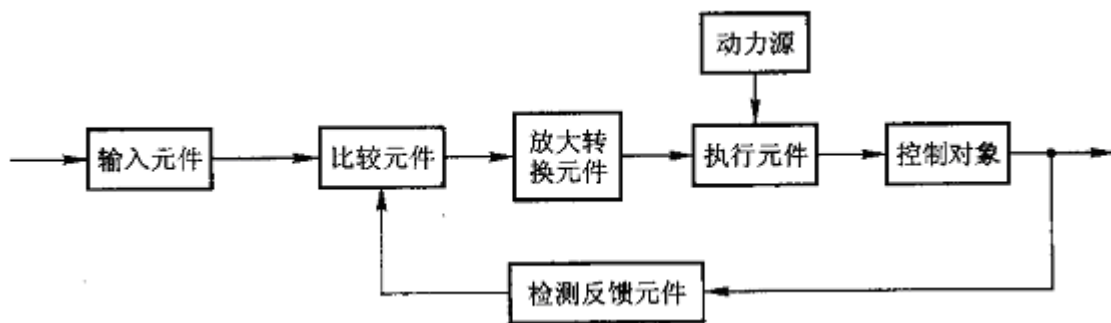 动力源
输入元件
比较元件
放大转
换元件
执行元件
控制对象
检测反馈元件